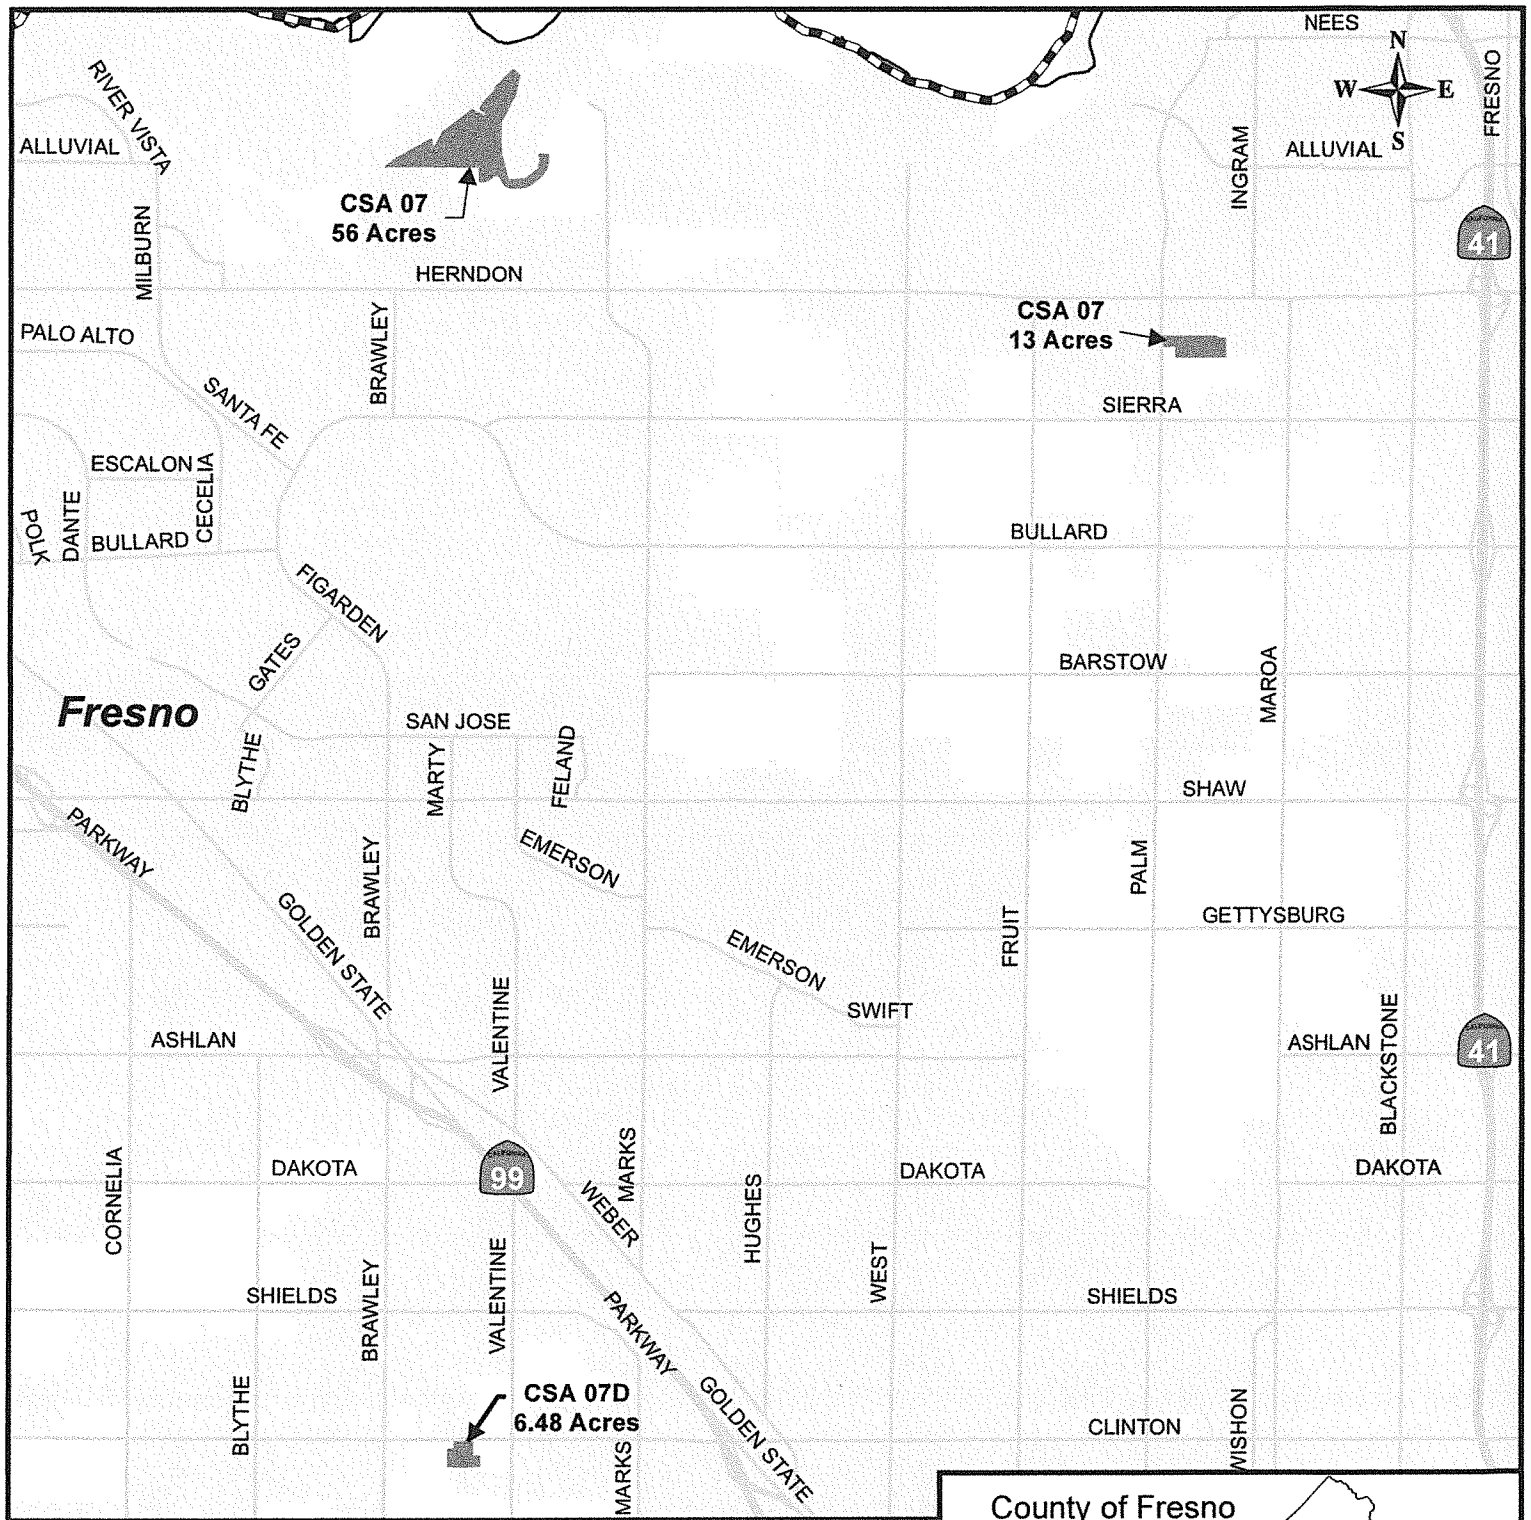 NEES
N
W
E
S
FRESNO
RIVER VISTA
ALLUVIAL
INGRAM
ALLUVIAL
CSA 07
56 Acres
MILBURN
41
HERNDON
PALO ALTO
BRAWLEY
CSA 07
13 Acres
SANTA FE
SIERRA
ESCALON
CECELIA
POLK
DANTE
BULLARD
BULLARD
FIGARDEN
GATES
BARSTOW
MAROA
Fresno
SAN JOSE
BLYTHE
MARTY
FELAND
SHAW
PARKWAY
EMERSON
BRAWLEY
PALM
GOLDEN STATE
GETTYSBURG
FRUIT
EMERSON
VALENTINE
SWIFT
ASHLAN
ASHLAN
BLACKSTONE
CALIFORNIA
41
CORNELIA
DAKOTA
CALIFORNIA
99
MARKS
WEBER
HUGHES
DAKOTA
DAKOTA
WEST
SHIELDS
BRAWLEY
VALENTINE
PARKWAY
SHIELDS
BLYTHE
CSA 07D
6.48 Acres
GOLDEN STATE
CLINTON
WISHON
MARKS
County of Fresno